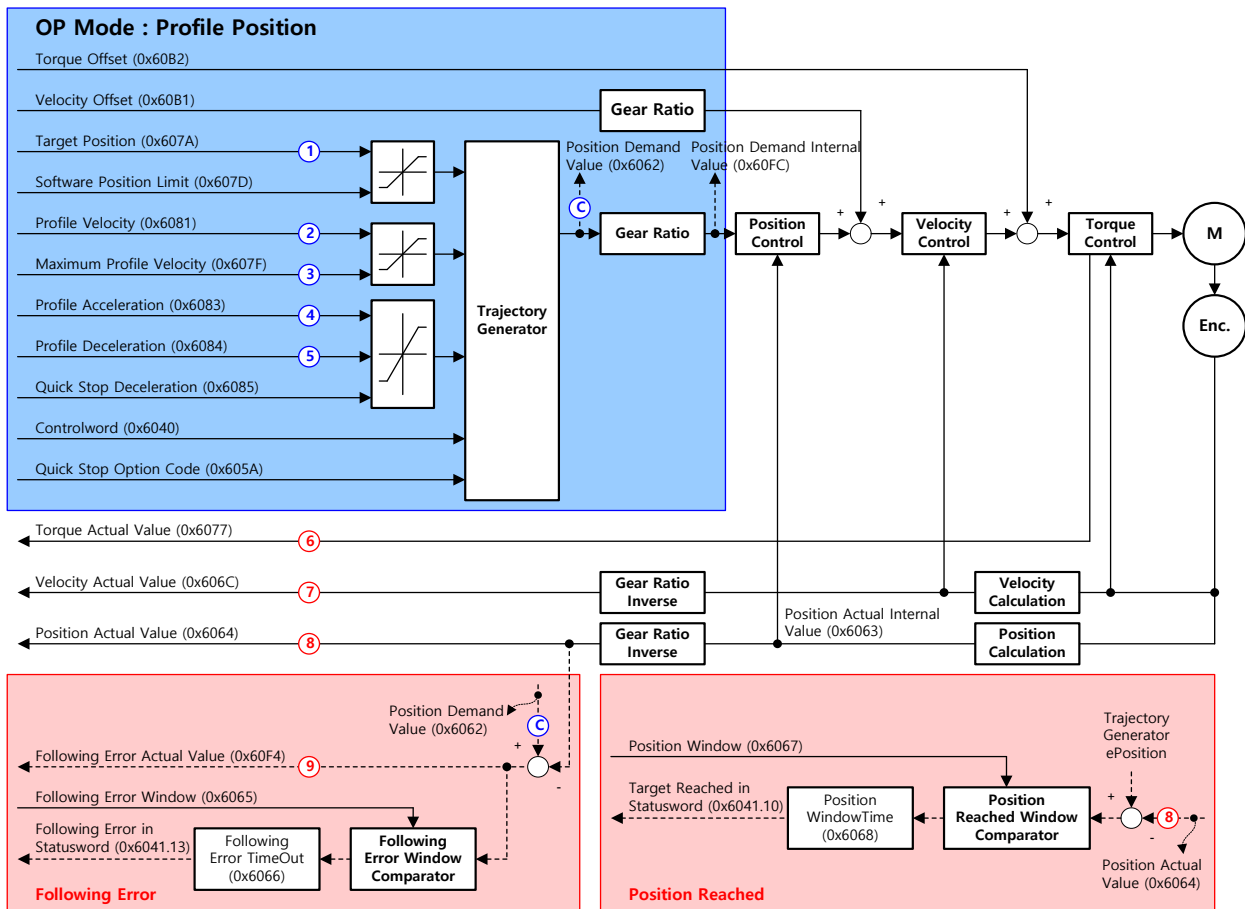 OP Mode : Profile Position
Torque Offset (0x60B2)
Velocity Offset (0x60B1)
Gear Ratio
Target Position (0x607A)
1
Software Position Limit (0x607D)
Profile Velocity (0x6081)
2
Maximum Profile Velocity (0x607F)
3
Profile Acceleration (0x6083)
4
Profile Deceleration (0x6084)
5
Quick Stop Deceleration (0x6085)
Controlword (0x6040)
Quick Stop Option Code (0x605A)
Trajectory
Generator
Position Demand
Value (0x6062)
C
Gear Ratio
Position Demand Internal
Value (0x60FC)
Position
Control
+
+
Velocity
Control
+
+
Torque
Control
M
Enc.
Torque Actual Value (0x6077)
6
Velocity Actual Value (0x606C)
7
Gear Ratio
Inverse
Velocity
Calculation
Position Actual Value (0x6064)
8
Gear Ratio
Inverse
Position Actual Internal
Value (0x6063)
Position
Calculation
Position Demand
Value (0x6062)
C
+
-
Following Error Actual Value (0x60F4)
9
Following Error Window (0x6065)
Following Error in
Statusword (0x6041.13)
Following
Error TimeOut
(0x6066)
Following
Error Window
Comparator
Following Error
Trajectory
Generator
ePosition
Position Window (0x6067)
Target Reached in
Statusword (0x6041.10)
Position
WindowTime
(0x6068)
Position
Reached Window
Comparator
+
-
8
Position Actual
Value (0x6064)
Position Reached